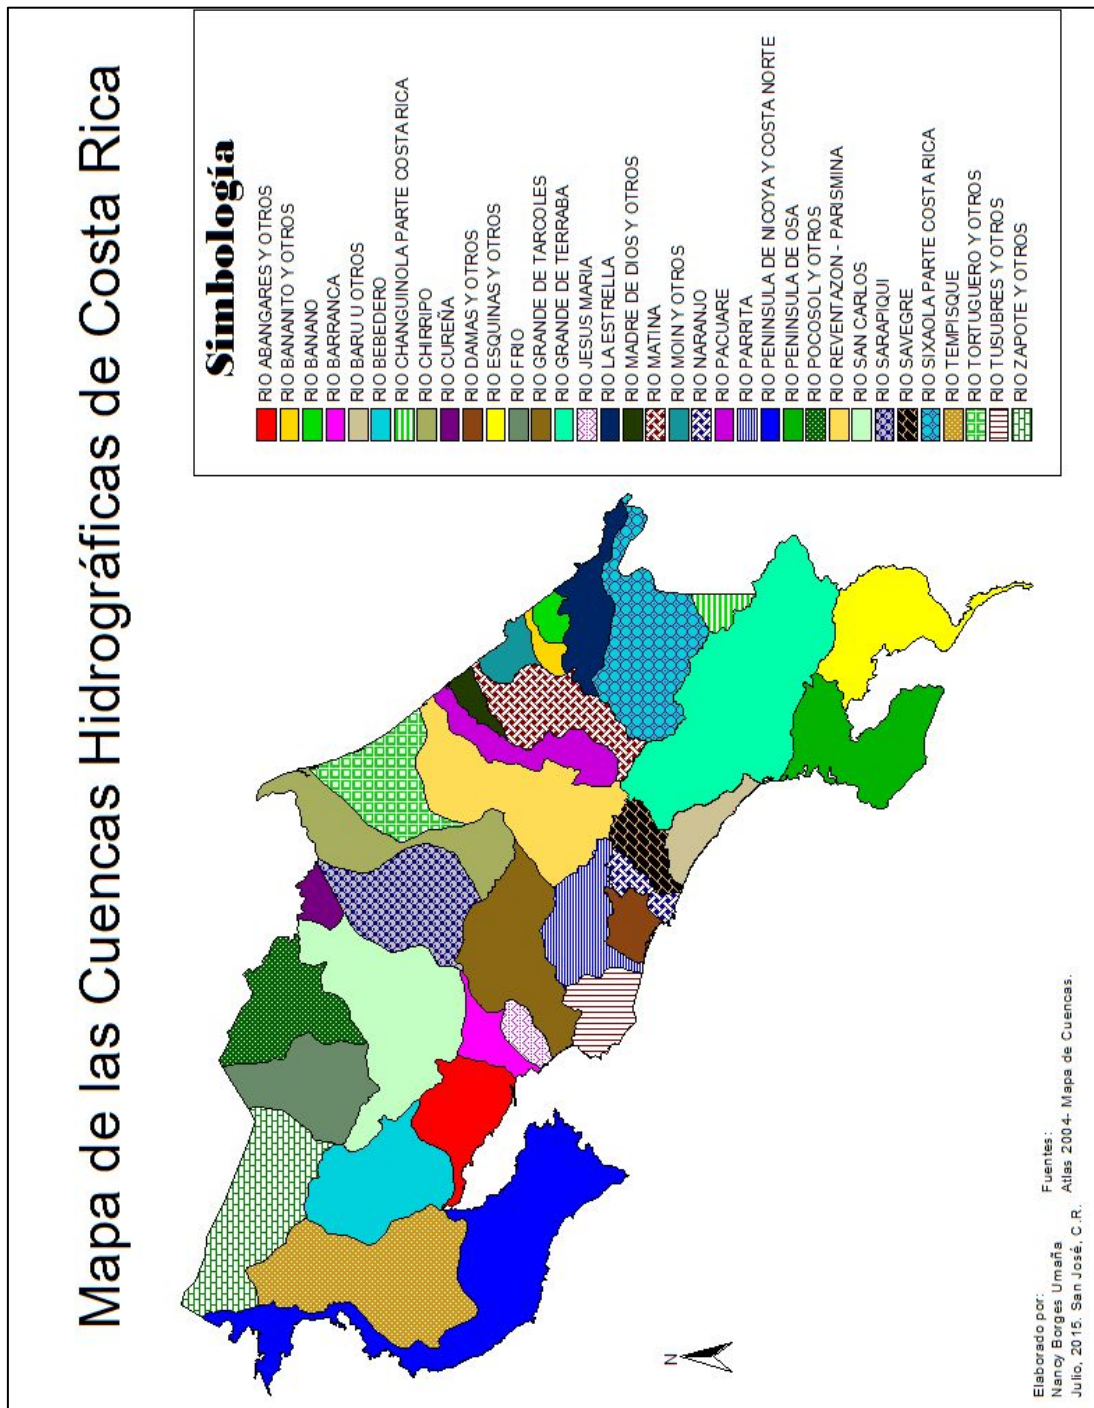 Mapa de las Cuencas Hidrográficas de Costa Rica
Simbología
RIO ABANGARES Y OTROS
RIO BANANITO Y OTROS
RIO BANANO
RIO BARRANCA
RIO BARU U OTROS
RIO BEBEDERO
RIO CHANGUINOLA PARTE COSTA RICA
RIO CHIRRIPO
RIO CUREÑA
RIO DAMAS Y OTROS
RIO ESQUINAS Y OTROS
RIO FRIO
RIO GRANDE DE TARCOLES
RIO GRANDE DE TERRABA
RIO JESUS MARIA
RIO LA ESTRELLA
RIO MADRE DE DIOS Y OTROS
RIO MATINA
RIO MOIN Y OTROS
RIO NARANJO
RIO PACUARE
RIO PARRITA
RIO PENINSULA DE NICOYA Y COSTA NORTE
RIO PENINSULA DE OSA
RIO POCOSOL Y OTROS
RIO REVENTAZON - PARISMINA
RIO SAN CARLOS
RIO SARAPIQUI
RIO SAVEGRE
RIO SIXAOLA PARTE COSTA RICA
RIO TEMPISQUE
RIO TORTUGUERO Y OTROS
RIO TUSUBRES Y OTROS
RIO ZAPOTE Y OTROS
N
Elaborado por:
Nancy Borges Umaña
Julio, 2015. San José, C.R.
Fuentes:
Atlas 2004- Mapa de Cuencas.